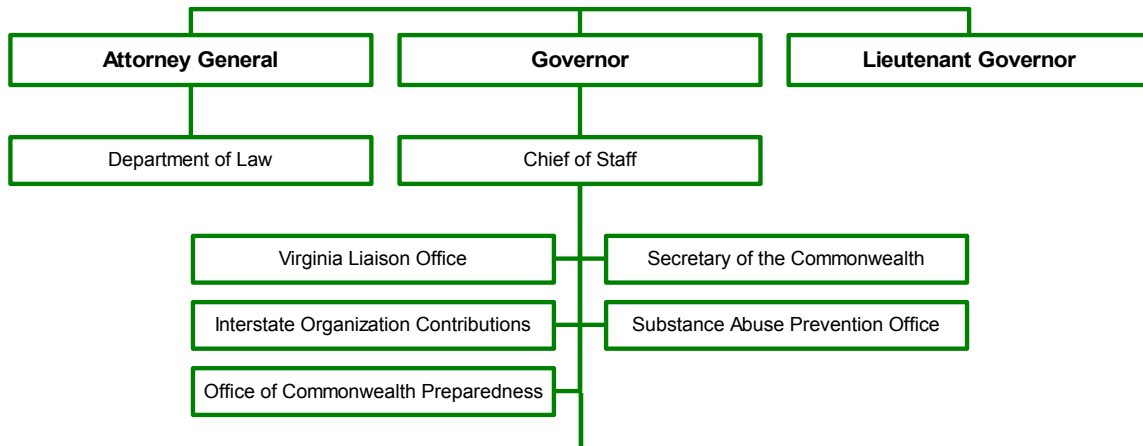 Attorney General
Governor
Lieutenant Governor
Department of Law
Chief of Staff
Virginia Liaison Office
Secretary of the Commonwealth
Interstate Organization Contributions
Substance Abuse Prevention Office
Office of Commonwealth Preparedness